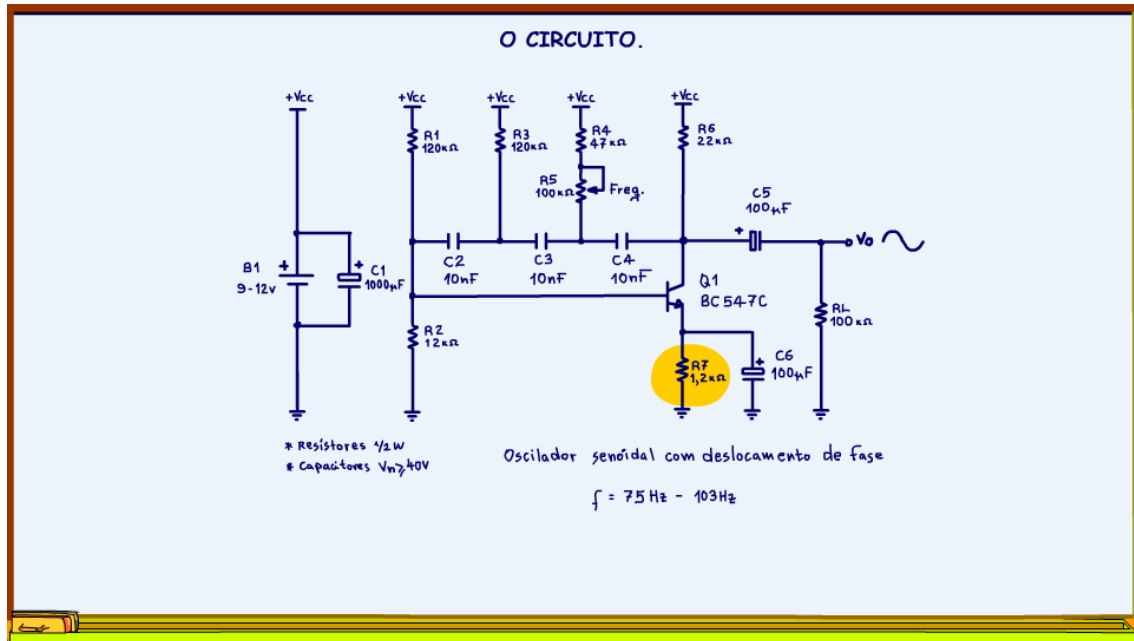 O CIRCUITO.
+Vcc
+Vcc
+Vcc
+Vcc
+Vcc
R1
120kΩ
R3
120kΩ
R4
47kΩ
R6
22kΩ
R5
100kΩ
Freq.
C5
100µF
+
Vo
B1
9-12v
+
C1
1000µF
+
C2
10nF
C3
10nF
C4
10nF
Q1
BC547C
R2
12kΩ
RL
100kΩ
R7
1,2kΩ
C6
100µF
+
* Resistores 1/2W
* Capacitores Vn≥40V
Oscilador senoidal com deslocamento de fase
f = 75Hz - 103Hz